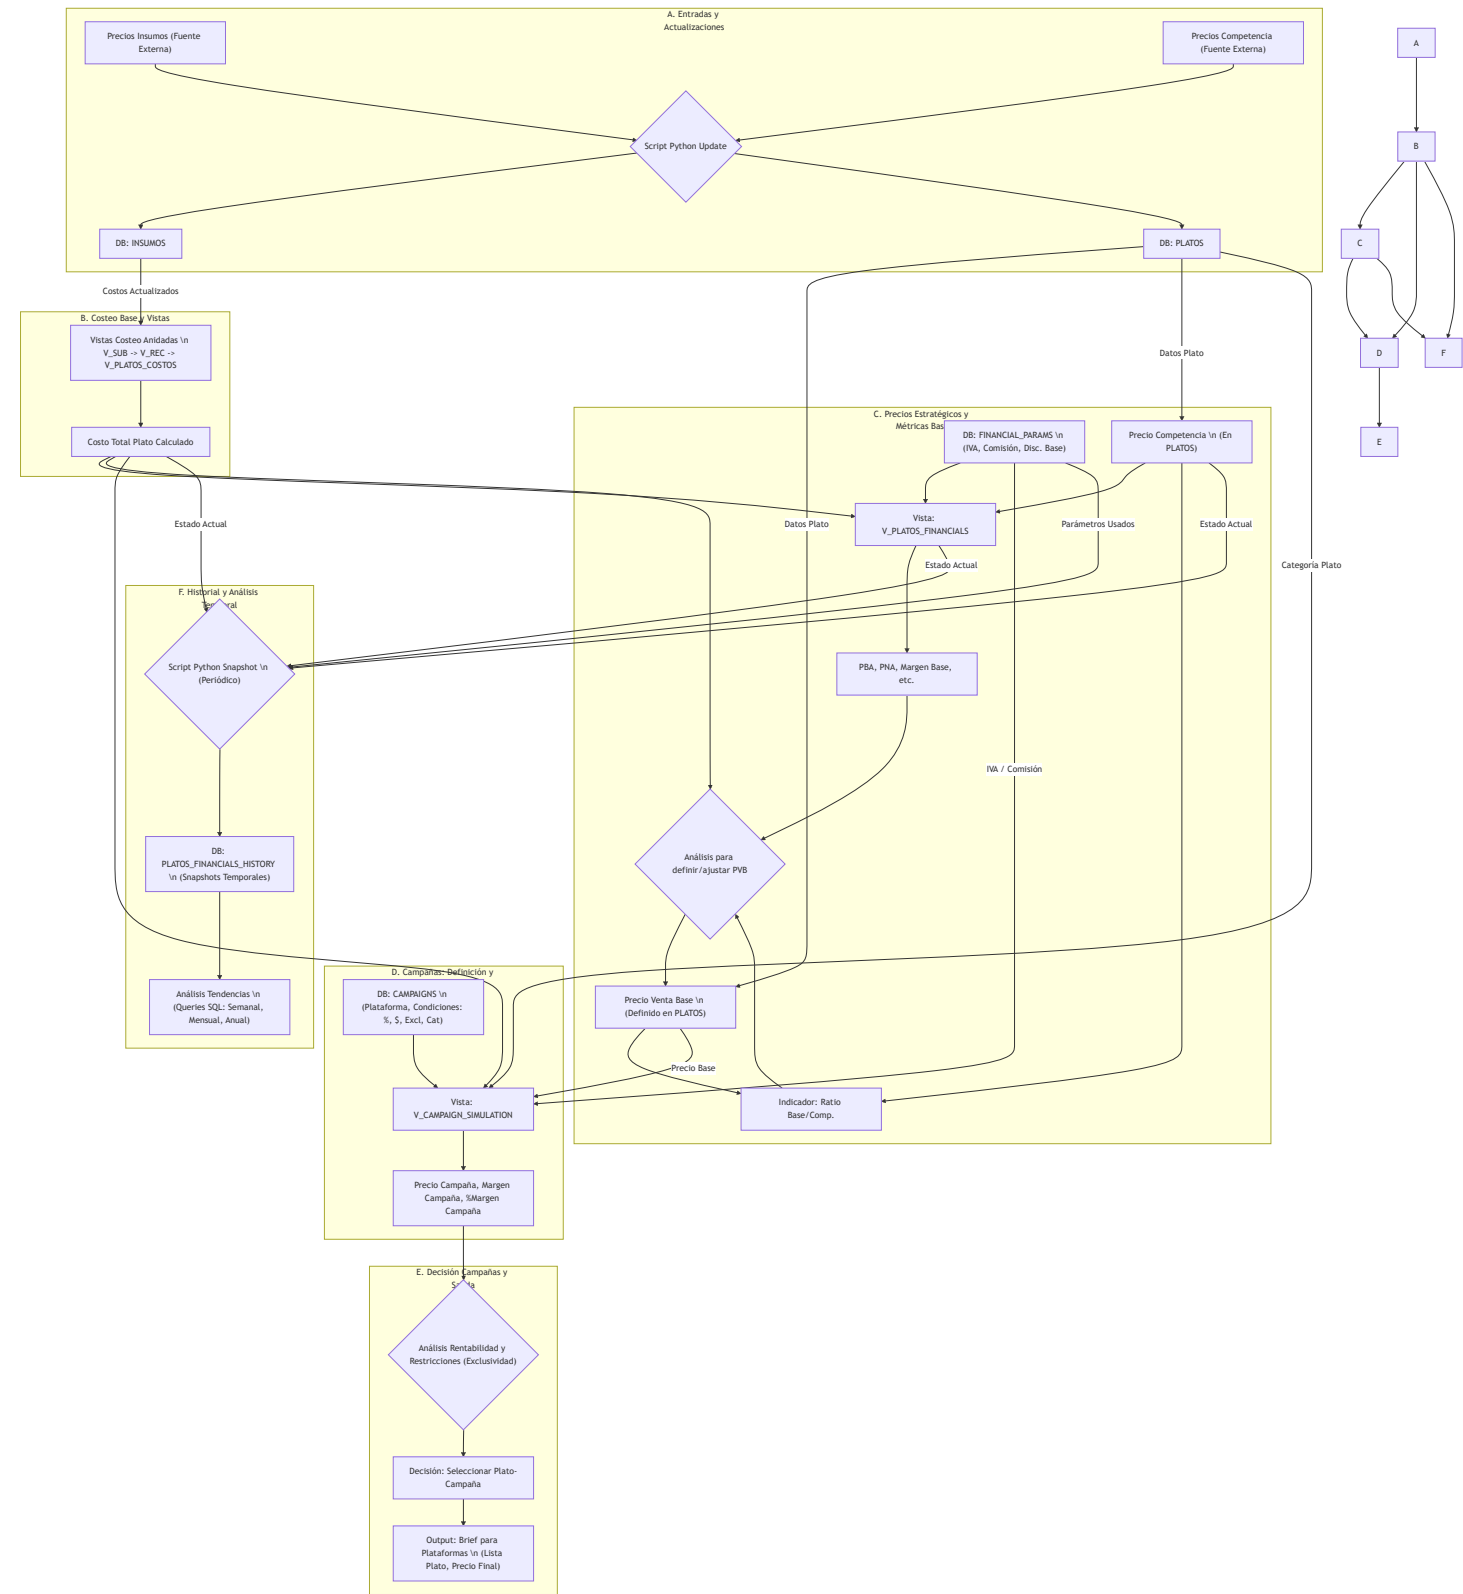 A. Entradas y
Actualizaciones
Precios Insumos (Fuente
Externa)
Precios Competencia
(Fuente Externa)
Script Python Update
DB: INSUMOS
DB: PLATOS
Costos Actualizados
B. Costeo Base y Vistas
Vistas Costeo Anidadas \n
V_SUB -> V_REC ->
V_PLATOS_COSTOS
Costo Total Plato Calculado
Datos Plato
C. Precios Estratégicos y
Métricas Bas
DB: FINANCIAL_PARAMS \n
(IVA, Comisión, Disc. Base)
Precio Competencia \n (En
PLATOS)
Vista:
V_PLATOS_FINANCIALS
Estado Actual
Datos Plato
Parámetros Usados
Estado Actual
Estado Actual
Categoría Plato
F. Historial y Análisis
Script Python Snapshot \n
(Periódico)
PBA, PNA, Margen Base,
etc.
IVA / Comisión
Análisis para
definir/ajustar PVB
DB:
PLATOS_FINANCIALS_HISTORY
\n (Snapshots Temporales)
Análisis Tendencias \n
(Queries SQL: Semanal,
Mensual, Anual)
D. Campañas: Definición y
DB: CAMPAIGNS \n
(Plataforma, Condiciones:
%, $, Excl, Cat)
Precio Venta Base \n
(Definido en PLATOS)
Precio Base
Vista:
V_CAMPAIGN_SIMULATION
Indicador: Ratio
Base/Comp.
Precio Campaña, Margen
Campaña, %Margen
Campaña
E. Decisión Campañas y
Análisis Rentabilidad y
Restricciones (Exclusividad)
Decisión: Seleccionar Plato-
Campaña
Output: Brief para
Plataformas \n (Lista
Plato, Precio Final)
A
B
C
D
F
E